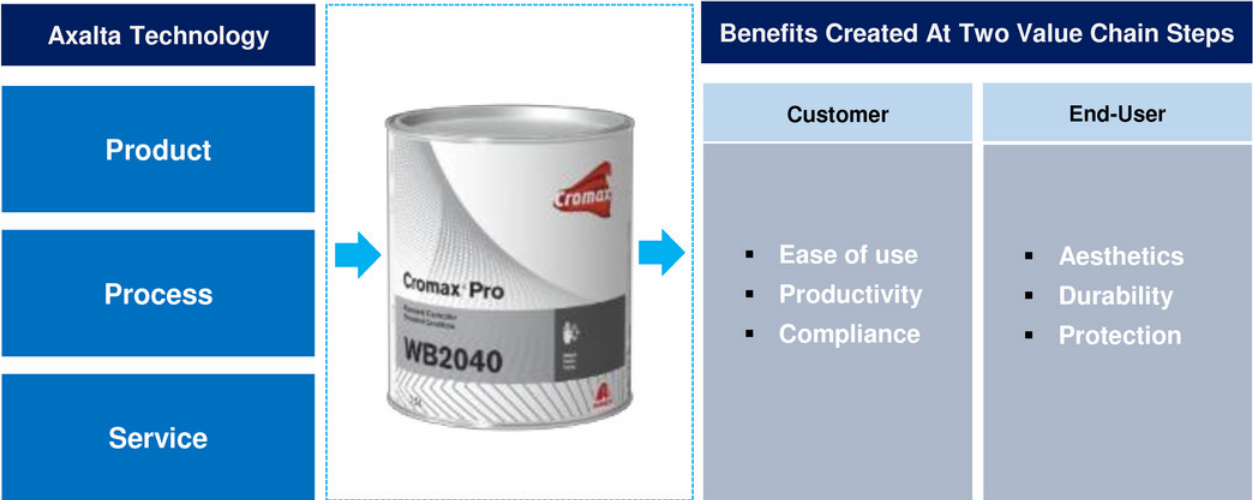 Axalta Technology
Product
Process
Service
Cromax
Cromax Pro
WB2040
Benefits Created At Two Value Chain Steps
Customer
▪ Ease of use
▪ Productivity
▪ Compliance
End-User
▪ Aesthetics
▪ Durability
▪ Protection